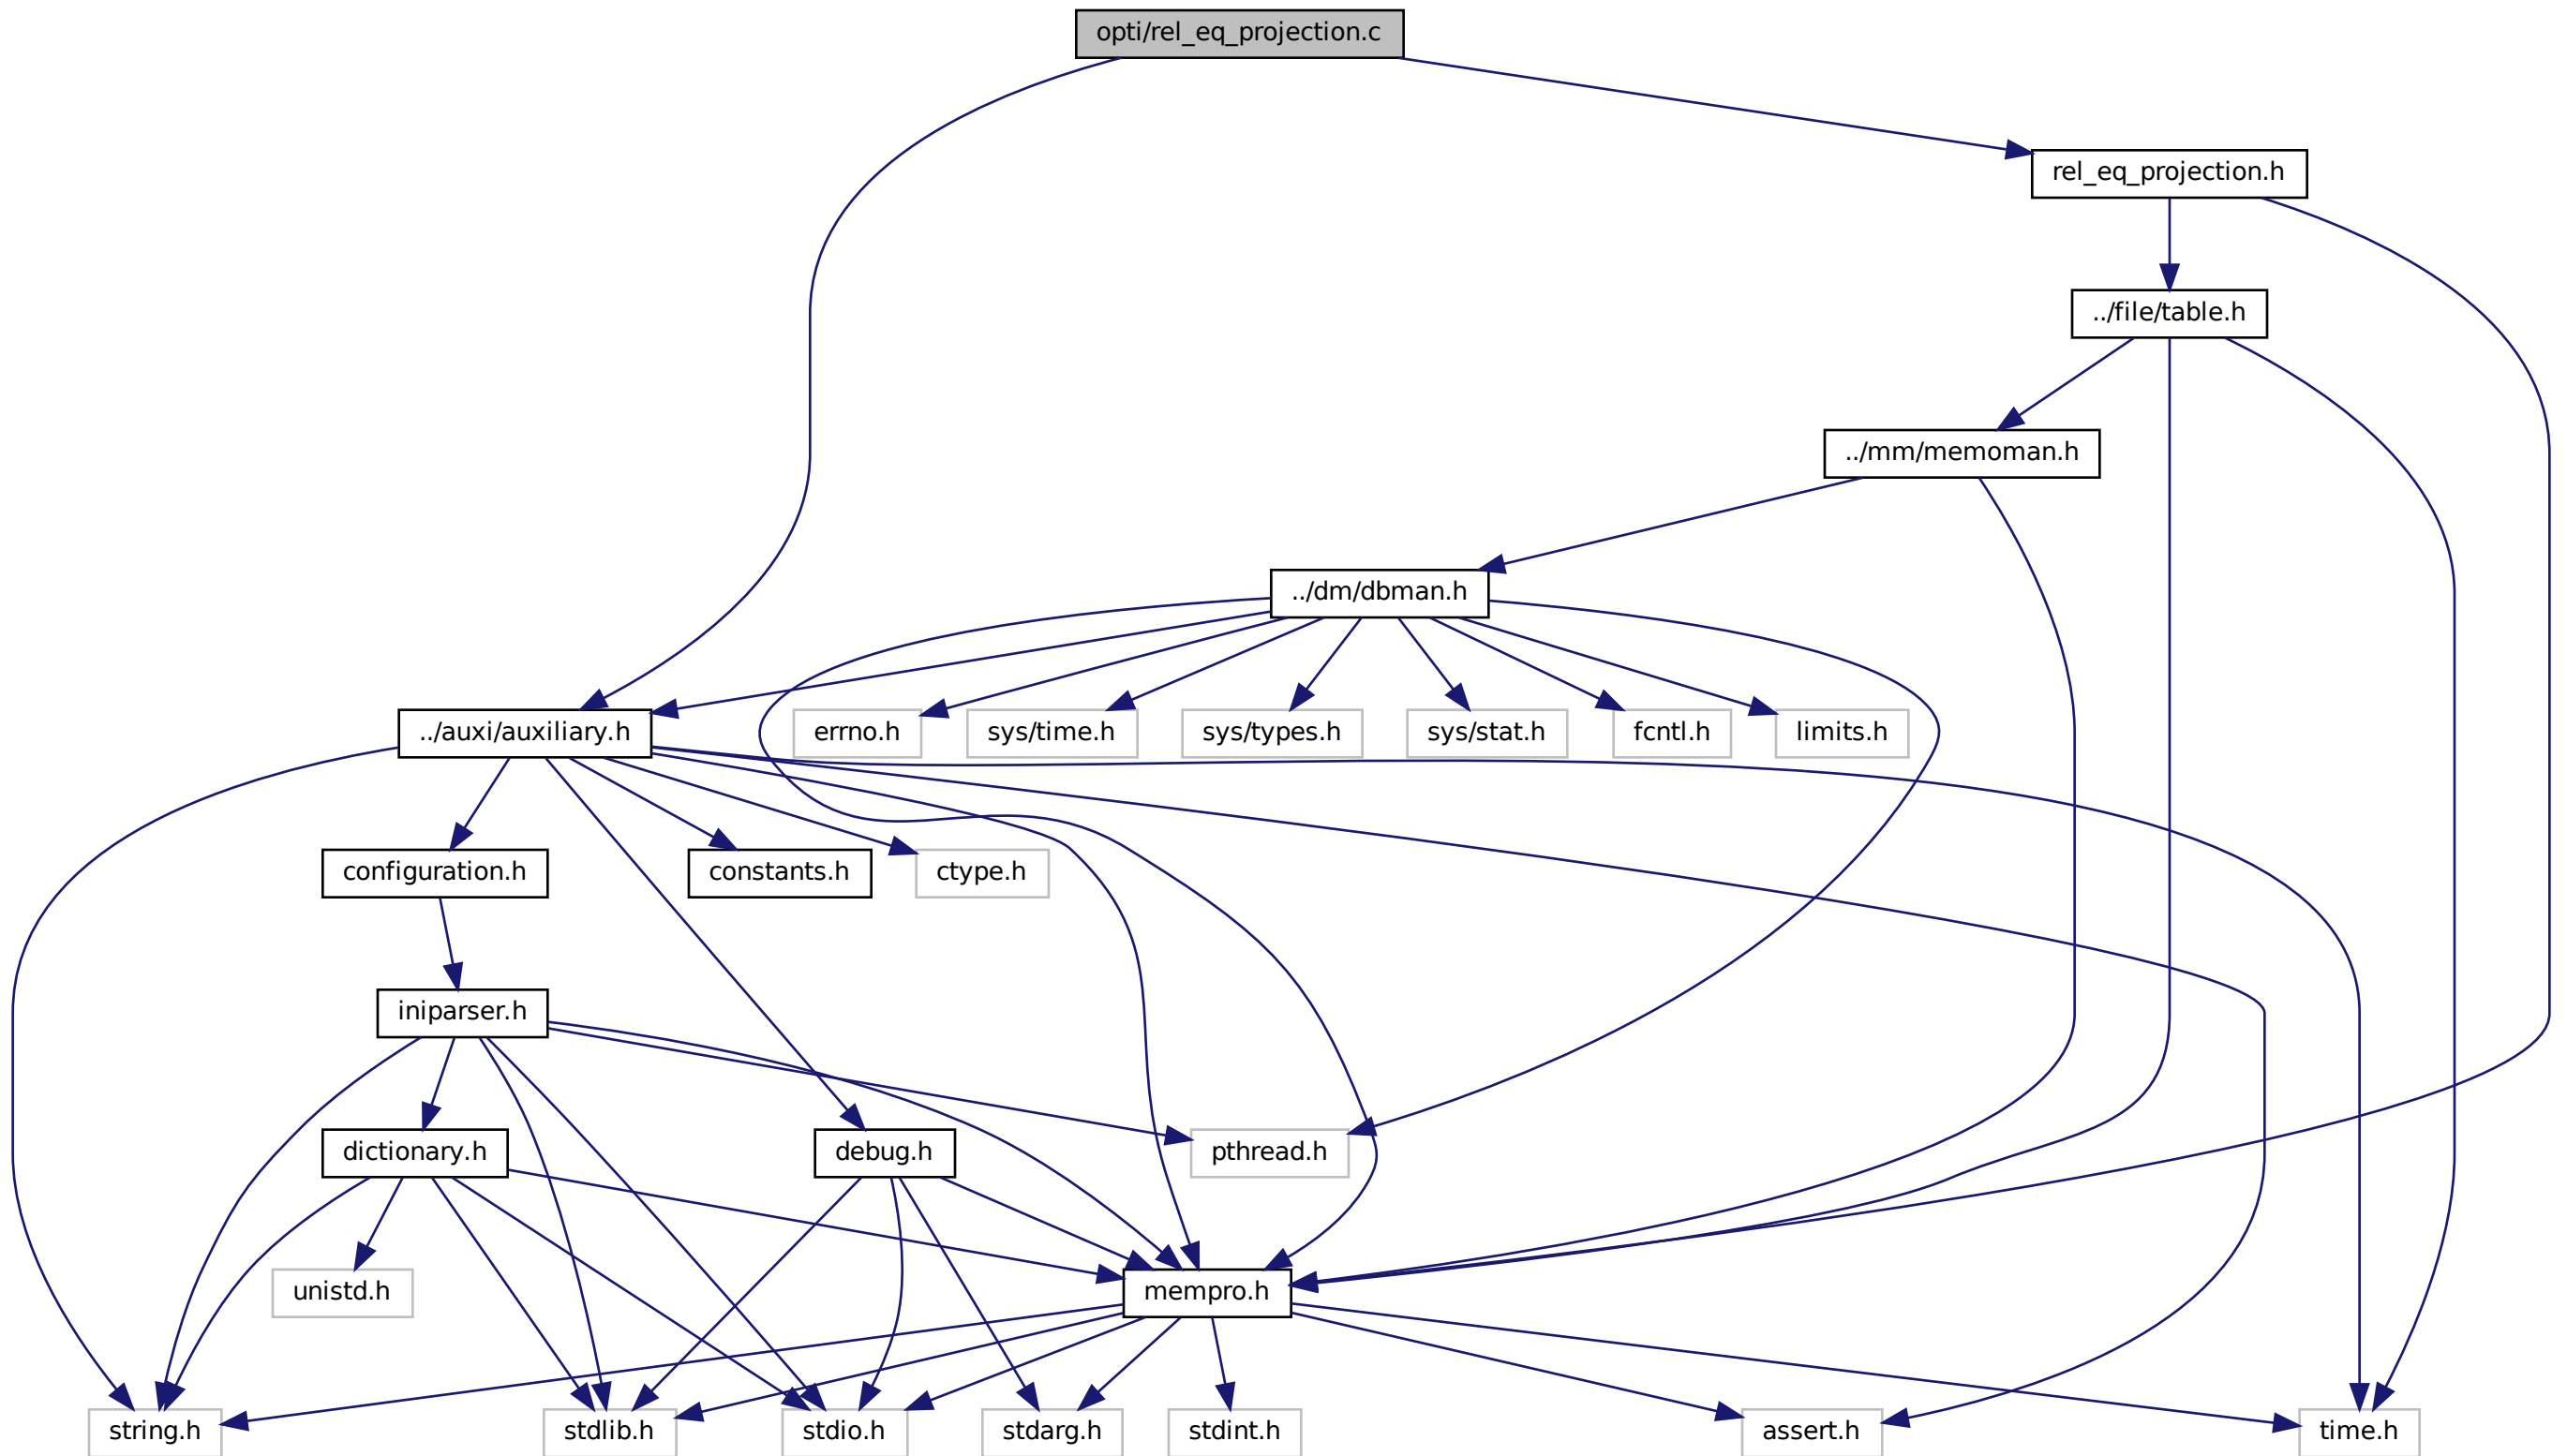 opti/rel_eq_projection.c
rel_eq_projection.h
../file/table.h
../mm/memoman.h
../dm/dbman.h
../auxi/auxiliary.h
errno.h
sys/time.h
sys/types.h
sys/stat.h
fcntl.h
limits.h
configuration.h
constants.h
ctype.h
iniparser.h
dictionary.h
debug.h
pthread.h
unistd.h
mempro.h
string.h
stdlib.h
stdio.h
stdarg.h
stdint.h
assert.h
time.h